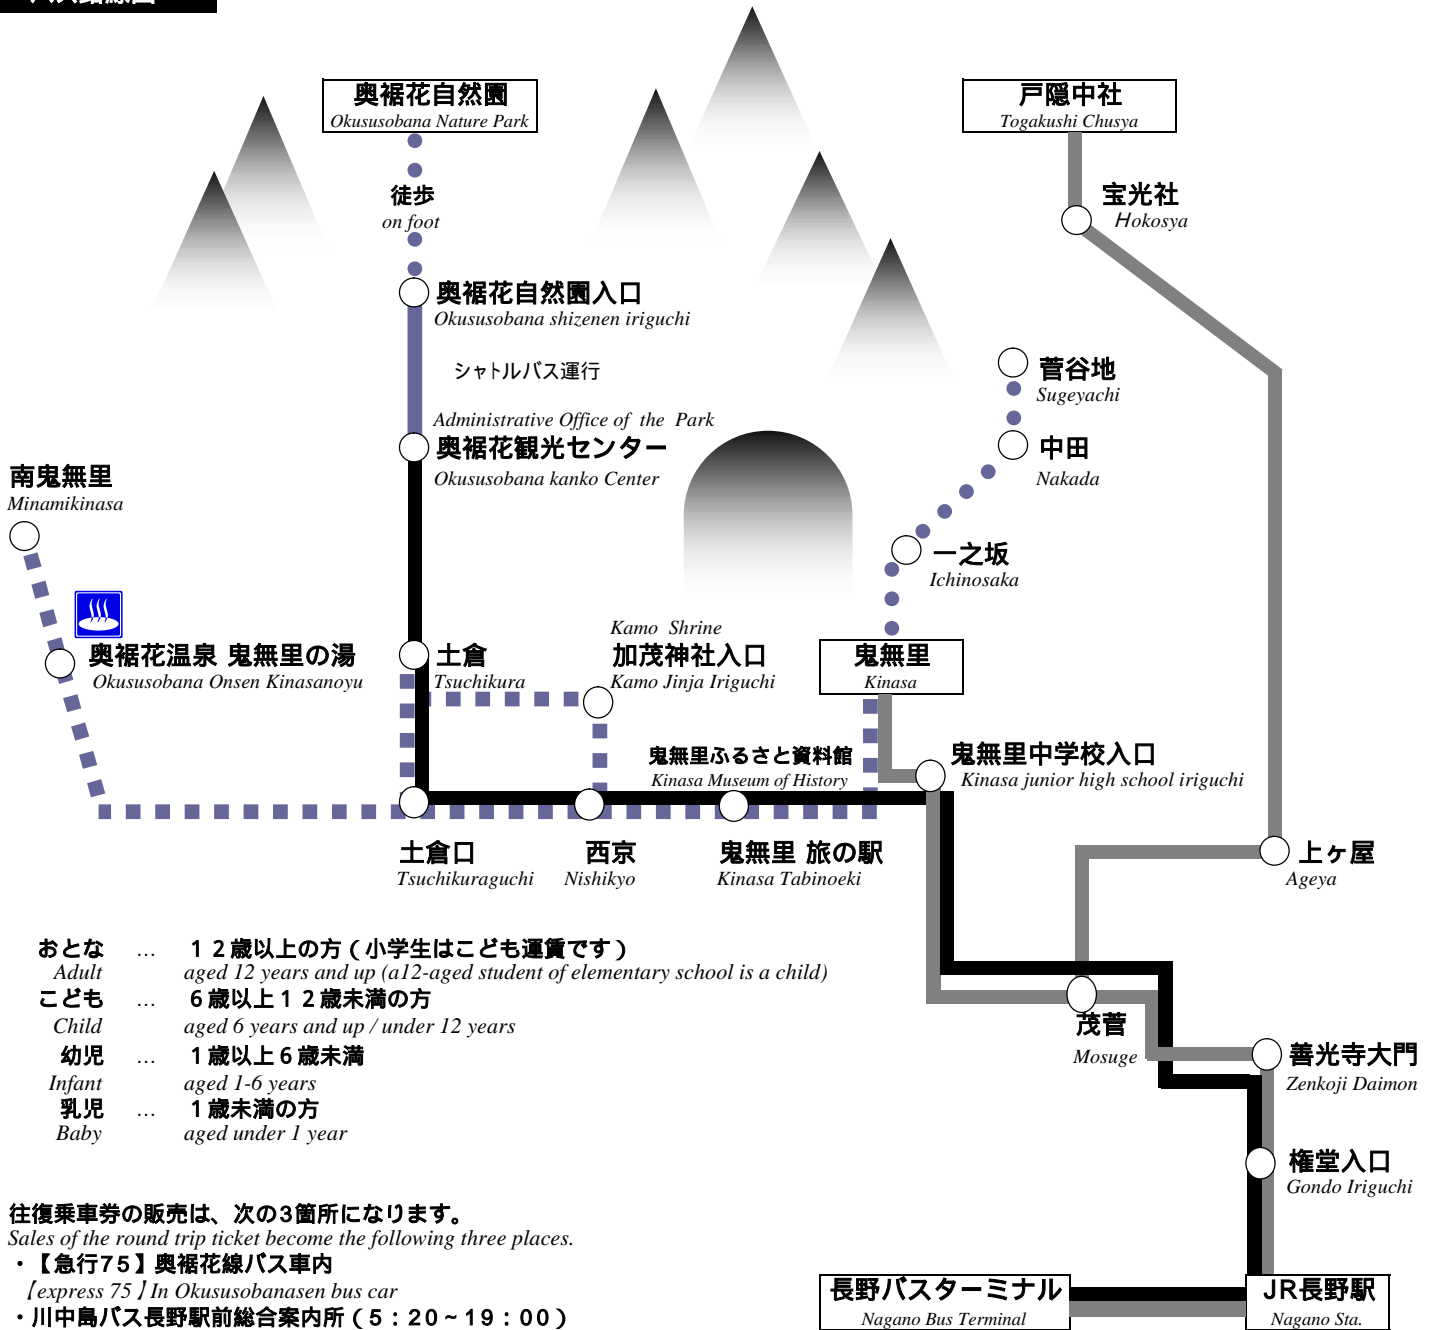 奥裾花自然園
Okususobana Nature Park
戸隠中社
Togakushi Chusya
徒歩
on foot
宝光社
Hokosya
奥裾花自然園入口
Okususobana shizenen iriguchi
シャトルバス運行
菅谷地
Sugeyachi
Administrative Office of the Park
奥裾花観光センター
Okususobana kanko Center
中田
Nakada
南鬼無里
Minamikinasa
一之坂
Ichinosaka
奥裾花温泉 鬼無里の湯
Okususobana Onsen Kinasanoyu
土倉
Tsuchikura
Kamo Shrine
加茂神社入口
Kamo Jinja Iriguchi
鬼無里
Kinasa
鬼無里ふるさと資料館
Kinasa Museum of History
鬼無里中学校入口
Kinasa junior high school iriguchi
土倉口
Tsuchikuraguchi
西京
Nishikyo
鬼無里 旅の駅
Kinasa Tabinoeki
上ヶ屋
Ageya
おとな … １２歳以上の方（小学生はこども運賃です）
Adult aged 12 years and up (a12-aged student of elementary school is a child)
こども … ６歳以上１２歳未満の方
Child aged 6 years and up / under 12 years
幼児 … １歳以上６歳未満
Infant aged 1-6 years
乳児 … １歳未満の方
Baby aged under 1 year
茂菅
Mosuge
善光寺大門
Zenkoji Daimon
権堂入口
Gondo Iriguchi
往復乗車券の販売は、次の3箇所になります。
Sales of the round trip ticket become the following three places.
・【急行75】奥裾花線バス車内
【express 75】In Okususobanasen bus car
・川中島バス長野駅前総合案内所（５：２０～１９：００）
長野バスターミナル
Nagano Bus Terminal
JR長野駅
Nagano Sta.